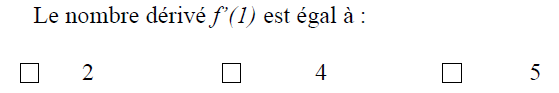 Le nombre dérivé f'(1) est égal à :
☐ 2 ☐ 4 ☐ 5